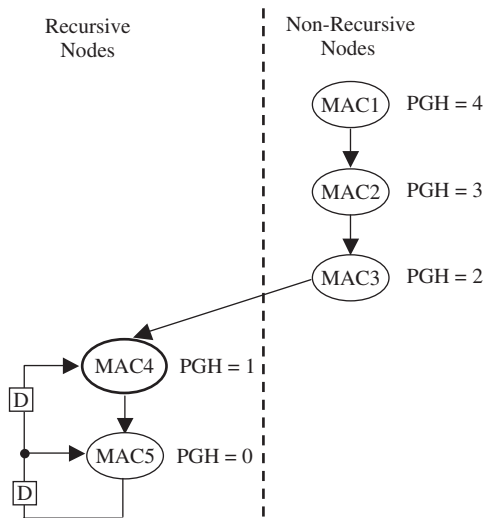 Recursive
Nodes
Non-Recursive
Nodes
MAC1 PGH = 4
MAC2 PGH = 3
MAC3 PGH = 2
MAC4 PGH = 1
D
MAC5 PGH = 0
D